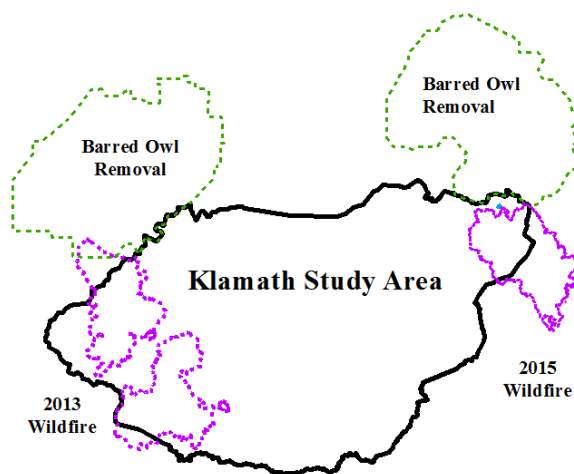 Barred Owl
Removal
Barred Owl
Removal
Klamath Study Area
2013
Wildfire
2015
Wildfire